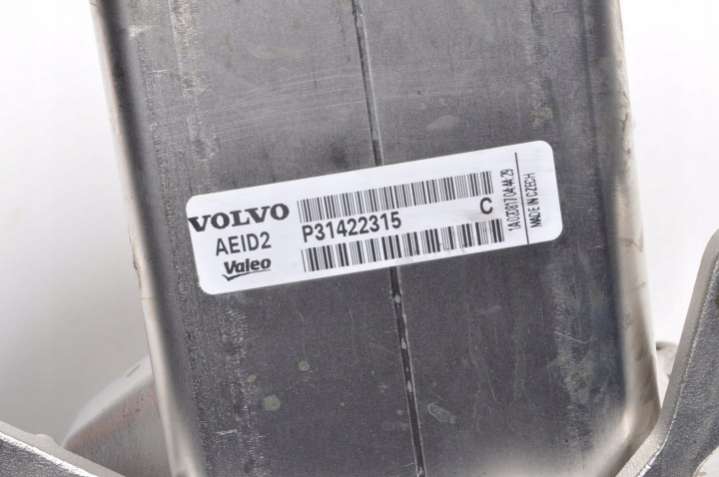 VOLVO
AEID2
Valeo
P31422315
C
MADE IN CZECH